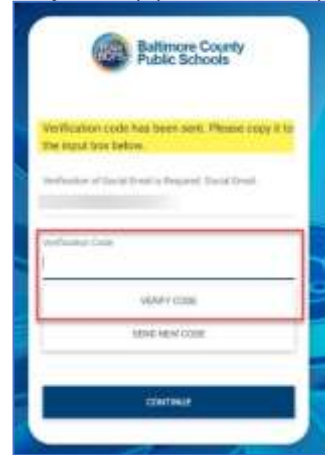 Baltimore County
Public Schools
Verification code has been sent. Please copy it to
the input box below.
Verification of Social Email is Required. Social Email:
Verification Code
VERIFY CODE
SEND NEW CODE
CONTINUE